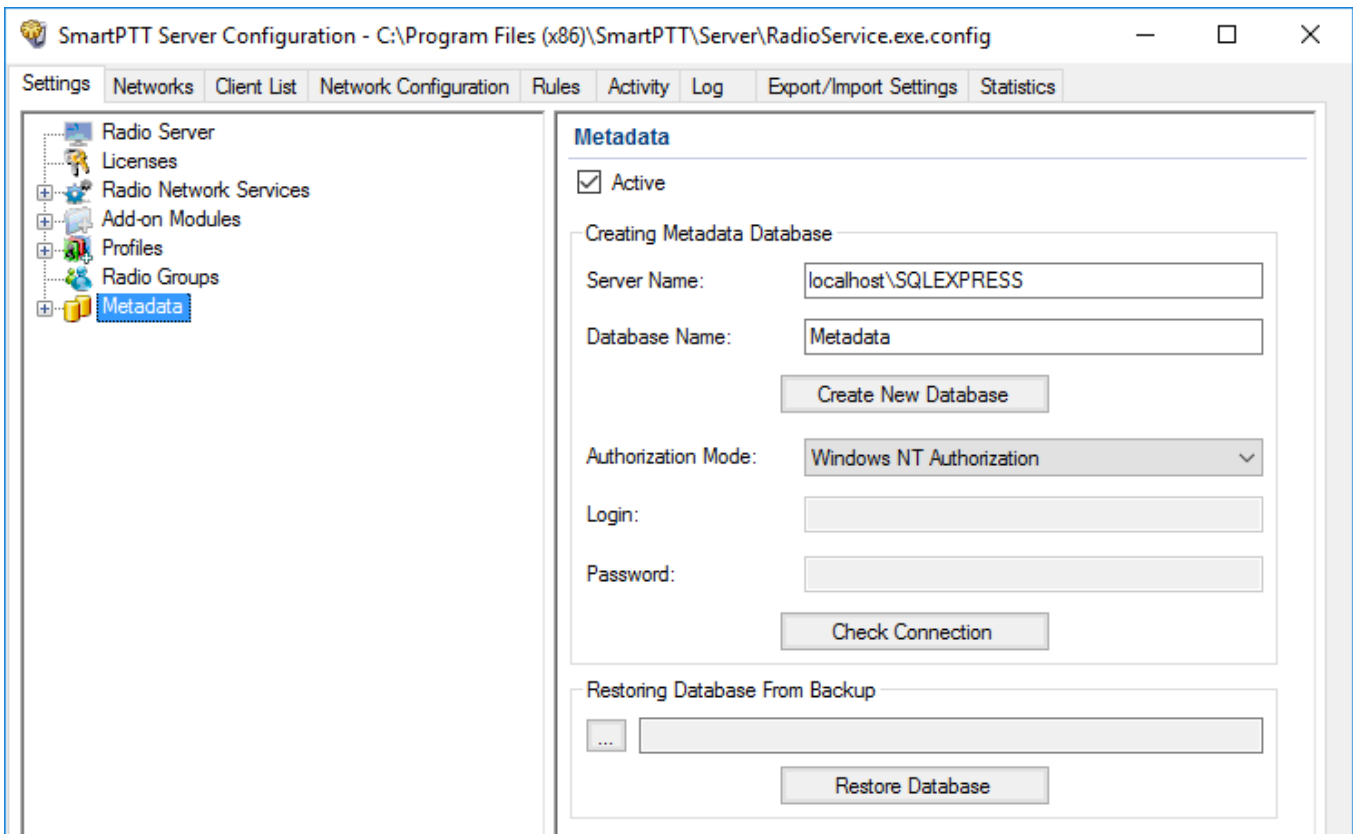 SmartPTT Server Configuration - C:\Program Files (x86)\SmartPTT\Server\RadioService.exe.config
Settings Networks Client List Network Configuration Rules Activity Log Export/Import Settings Statistics
Radio Server
Licenses
Radio Network Services
Add-on Modules
Profiles
Radio Groups
Metadata
Metadata
Active
Creating Metadata Database
Server Name: localhost\SQLEXPRESS
Database Name: Metadata
Create New Database
Authorization Mode: Windows NT Authorization
Login:
Password:
Check Connection
Restoring Database From Backup
...
Restore Database